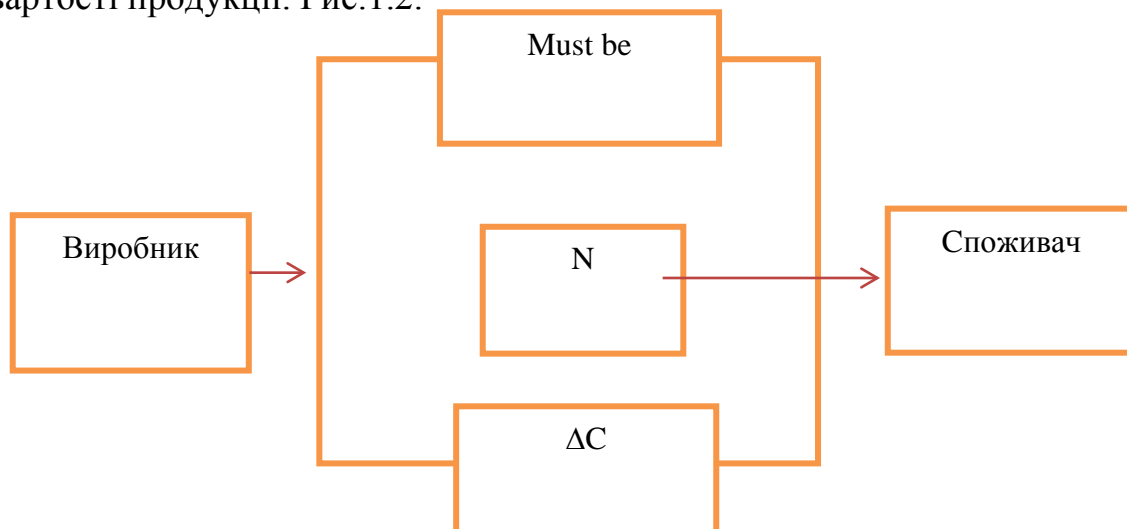 вартості продукції. Рис.1.2.
Must be
Виробник
N
Споживач
ΔC